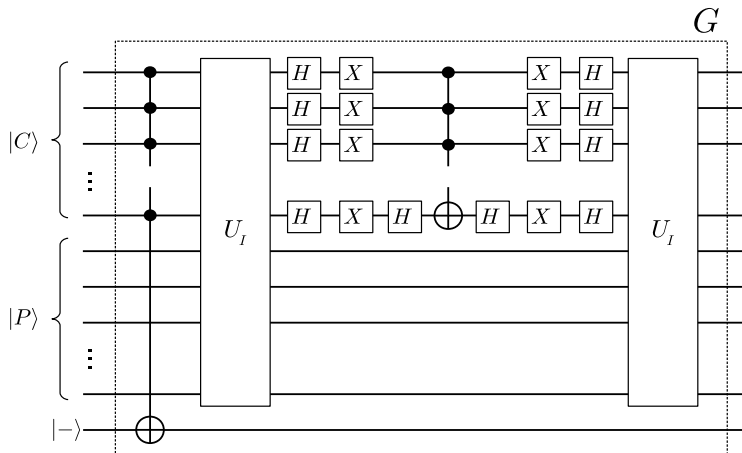 G
H X X H
H X X H
|C⟩ H X X H
H X H H X H
U_I U_I
|P⟩
|−⟩